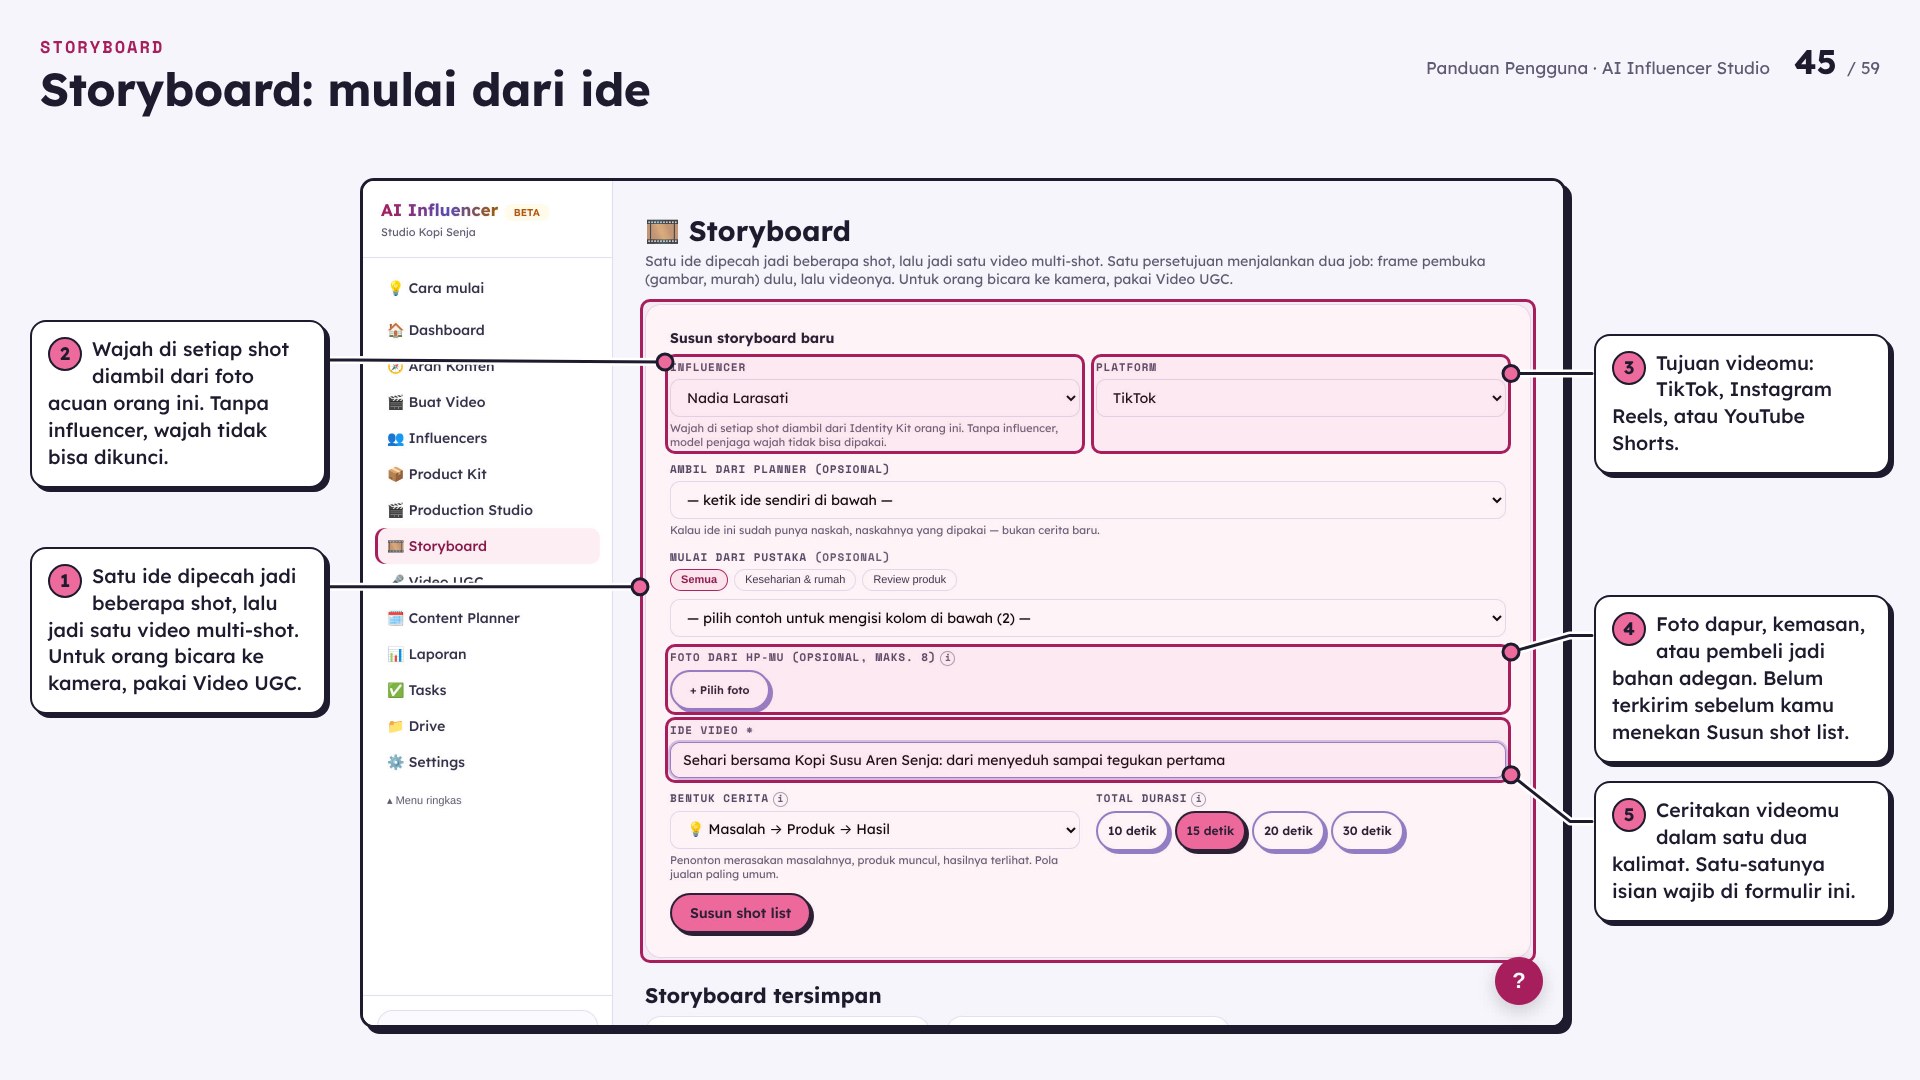 STORYBOARD
Storyboard: mulai dari ide
Panduan Pengguna · AI Influencer Studio 45 / 59
AI Influencer BETA
Studio Kopi Senja
💡 Cara mulai
🏠 Dashboard
🧭 Arah Konten
🎬 Buat Video
👥 Influencers
📦 Product Kit
🎬 Production Studio
🎞️ Storyboard
🎤 Video UGC
🗓️ Content Planner
📊 Laporan
✅ Tasks
📁 Drive
⚙️ Settings
▴ Menu ringkas
🎞️ Storyboard
Satu ide dipecah jadi beberapa shot, lalu jadi satu video multi-shot. Satu persetujuan menjalankan dua job: frame pembuka
(gambar, murah) dulu, lalu videonya. Untuk orang bicara ke kamera, pakai Video UGC.
Susun storyboard baru
INFLUENCER
Nadia Larasati
Wajah di setiap shot diambil dari Identity Kit orang ini. Tanpa influencer,
model penjaga wajah tidak bisa dipakai.
PLATFORM
TikTok
AMBIL DARI PLANNER (OPSIONAL)
— ketik ide sendiri di bawah —
Kalau ide ini sudah punya naskah, naskahnya yang dipakai — bukan cerita baru.
MULAI DARI PUSTAKA (OPSIONAL)
Semua Keseharian & rumah Review produk
— pilih contoh untuk mengisi kolom di bawah (2) —
FOTO DARI HP-MU (OPSIONAL, MAKS. 8) i
+ Pilih foto
IDE VIDEO *
Sehari bersama Kopi Susu Aren Senja: dari menyeduh sampai tegukan pertama
BENTUK CERITA i
💡 Masalah → Produk → Hasil
Penonton merasakan masalahnya, produk muncul, hasilnya terlihat. Pola
jualan paling umum.
TOTAL DURASI i
10 detik 15 detik 20 detik 30 detik
Susun shot list
Storyboard tersimpan
?
2 Wajah di setiap shot
diambil dari foto
acuan orang ini. Tanpa
influencer, wajah tidak
bisa dikunci.
1 Satu ide dipecah jadi
beberapa shot, lalu
jadi satu video multi-shot.
Untuk orang bicara ke
kamera, pakai Video UGC.
3 Tujuan videomu:
TikTok, Instagram
Reels, atau YouTube
Shorts.
4 Foto dapur, kemasan,
atau pembeli jadi
bahan adegan. Belum
terkirim sebelum kamu
menekan Susun shot list.
5 Ceritakan videomu
dalam satu dua
kalimat. Satu-satunya
isian wajib di formulir ini.